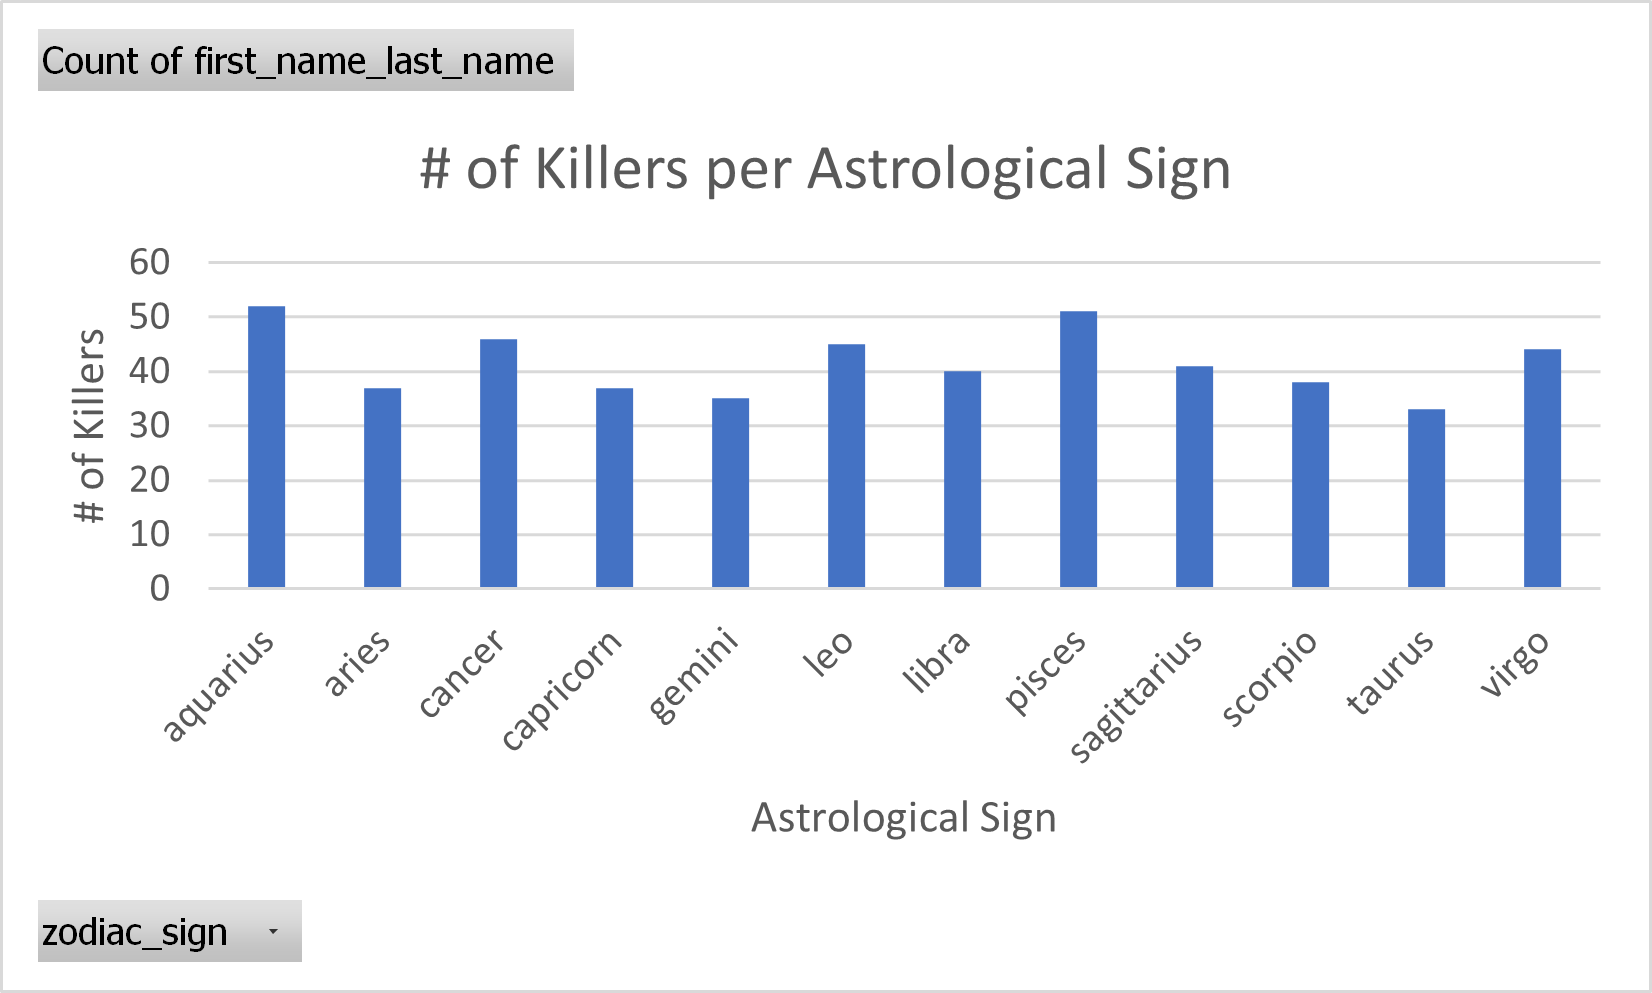 Count of first_name_last_name
# of Killers per Astrological Sign
# of Killers
60
50
40
30
20
10
0
aquarius
aries
cancer
capricorn
gemini
leo
libra
pisces
sagittarius
scorpio
taurus
virgo
Astrological Sign
zodiac_sign